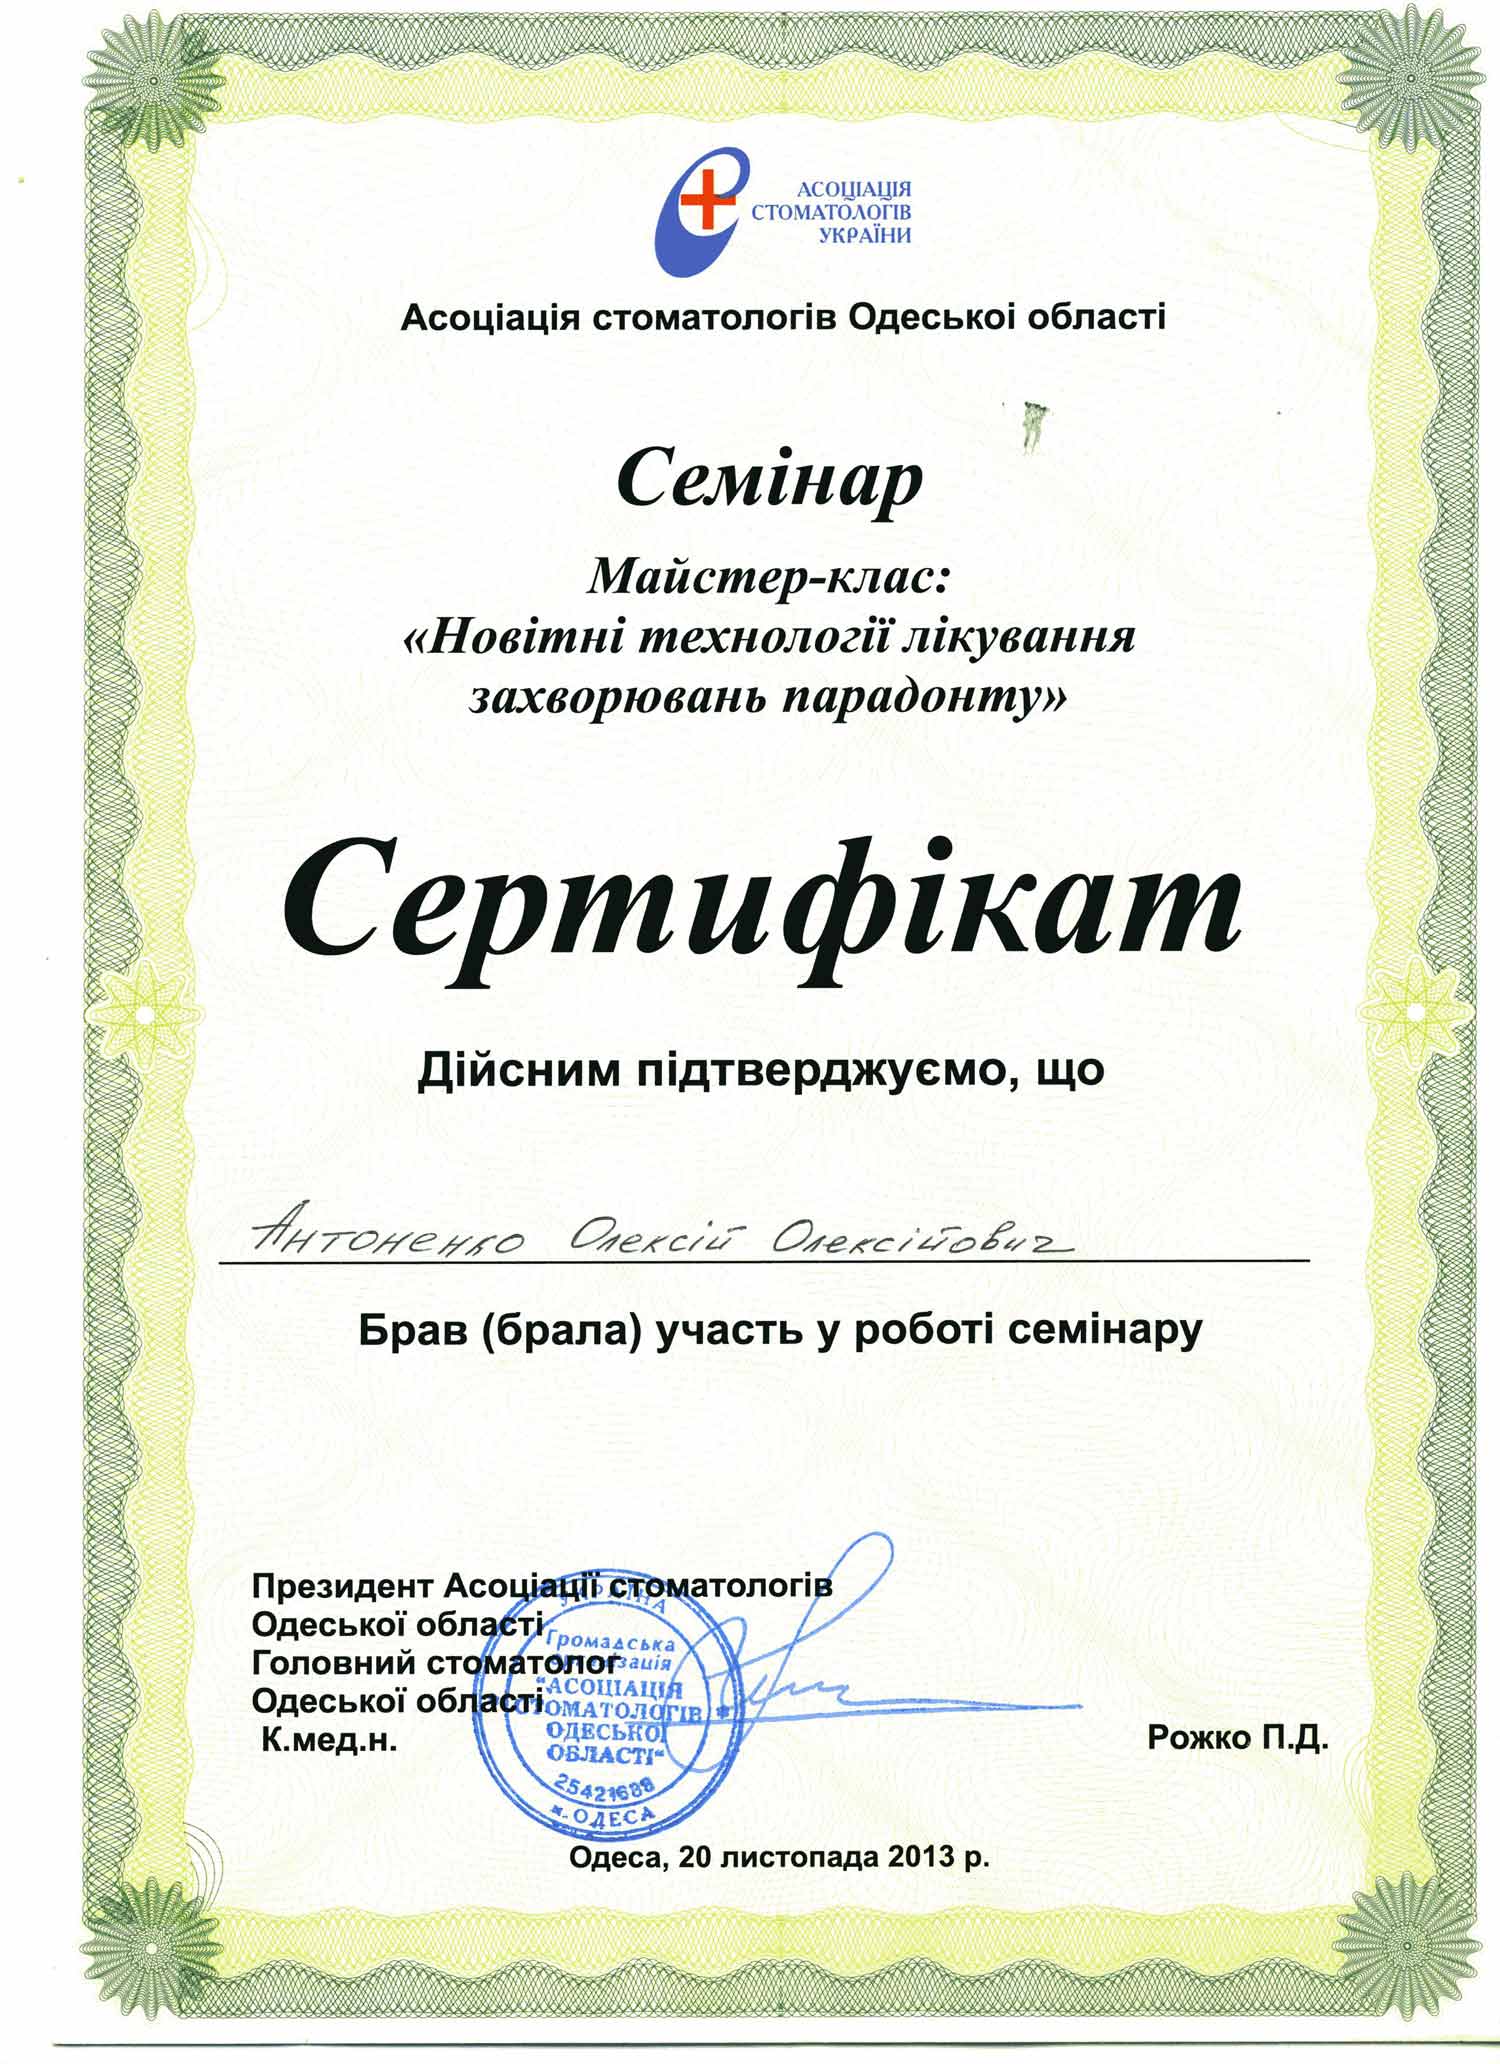 АСОЦІАЦІЯ
СТОМАТОЛОГІВ
УКРАЇНИ
Асоціація стоматологів Одеськоі області
Семінар
Майстер-клас:
«Новітні технології лікування
захворювань парадонту»
Сертифікат
Дійсним підтверджуємо, що
Антоненко Олексій Олексійович
Брав (брала) участь у роботі семінару
Президент Асоціації стоматологів
Одеської області
Головний стоматолог
Одеської області
К.мед.н.
Рожко П.Д.
УКРАЇНА
Громадська
організація
"АСОЦІАЦІЯ
СТОМАТОЛОГІВ
ОДЕСЬКОЇ
ОБЛАСТІ"
м. ОДЕСА
Одеса, 20 листопада 2013 р.